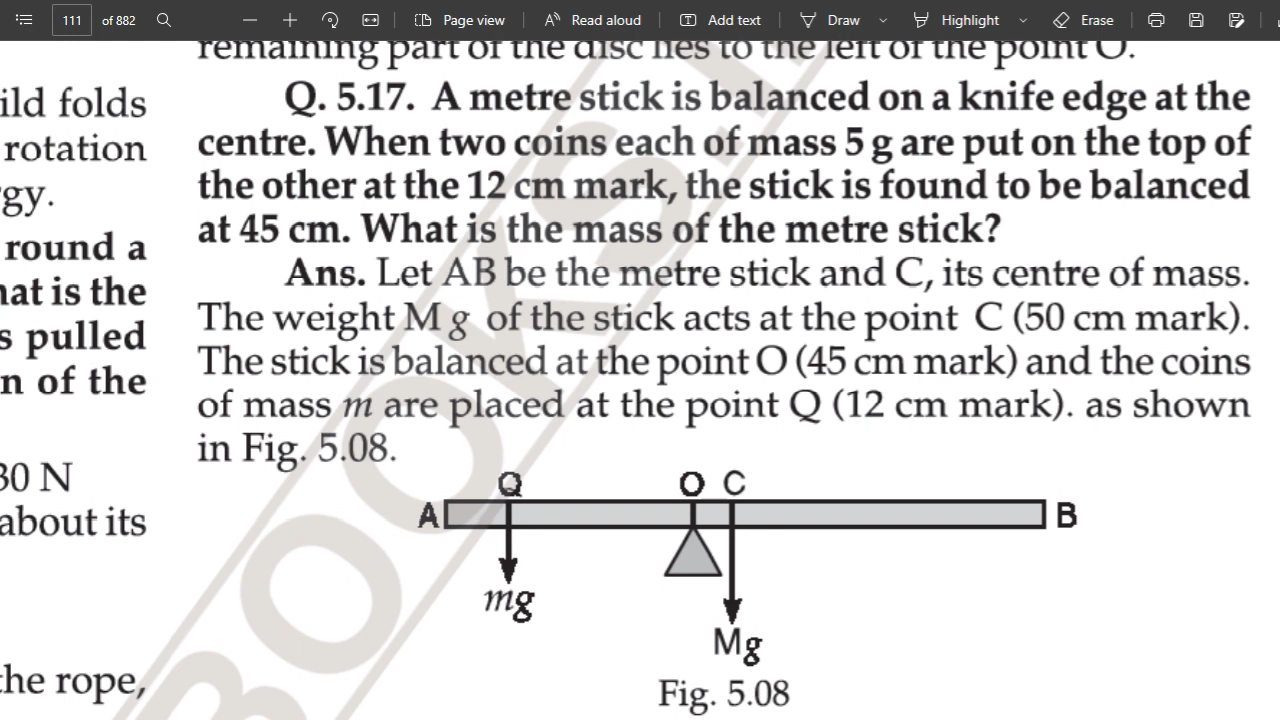 111 of 882 Page view Read aloud Add text Draw Highlight Erase
ild folds
rotation
gy.
round a
nat is the
s pulled
n of the
30 N
about its
the rope,
remaining part of the disc lies to the left of the point O.
Q. 5.17. A metre stick is balanced on a knife edge at the
centre. When two coins each of mass 5 g are put on the top of
the other at the 12 cm mark, the stick is found to be balanced
at 45 cm. What is the mass of the metre stick?
Ans. Let AB be the metre stick and C, its centre of mass.
The weight M g of the stick acts at the point C (50 cm mark).
The stick is balanced at the point O (45 cm mark) and the coins
of mass m are placed at the point Q (12 cm mark). as shown
in Fig. 5.08.
Q O C
A B
mg
Mg
Fig. 5.08
BOOKS.